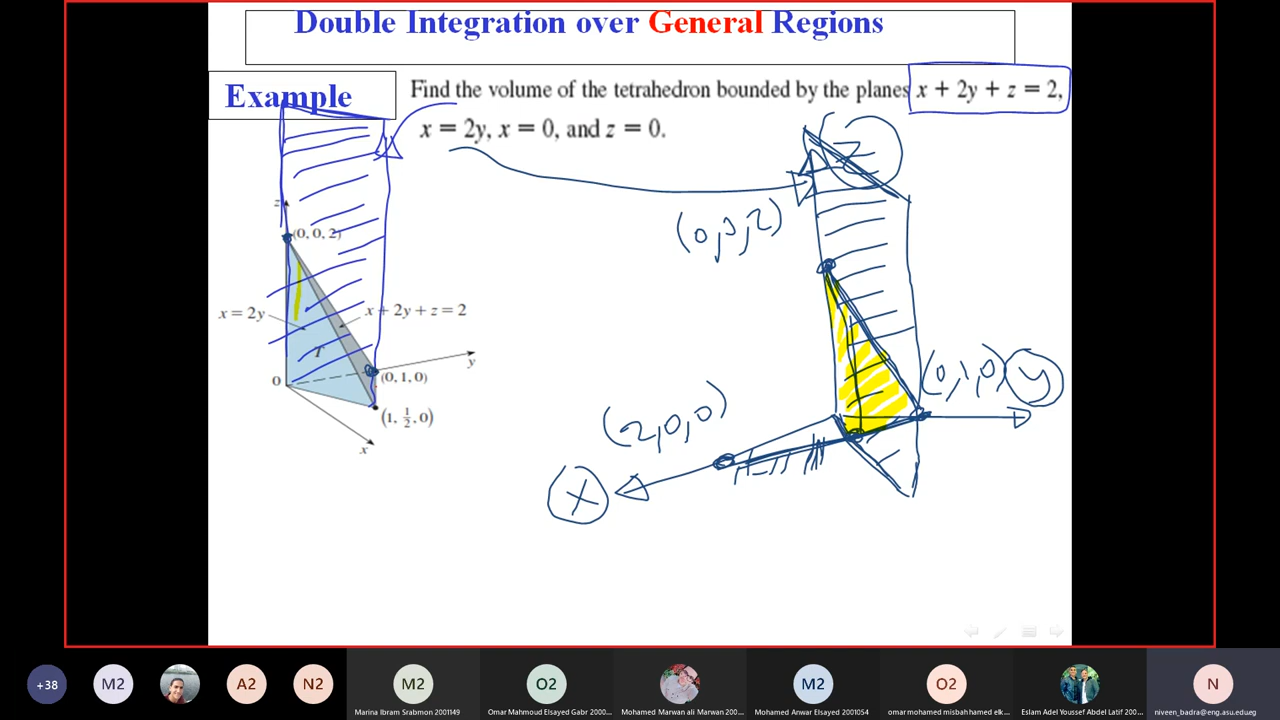 Double Integration over General Regions
Example
Find the volume of the tetrahedron bounded by the planes x + 2y + z = 2,
x = 2y, x = 0, and z = 0.
z
z
(0, 0, 2)
(0,0,2)
x = 2y
x + 2y + z = 2
T
y
(0,1,0) y
0
(0, 1, 0)
(2,0,0)
(1, 1/2, 0)
x
x
+38
M2
A2
N2
M2
O2
M2
O2
N
Marina Ibram Srabmon 2001149
Omar Mahmoud Elsayed Gabr 2000...
Mohamed Marwan ali Marwan 200...
Mohamed Anwar Elsayed 2001054
omar mohamed misbah hamed elk...
Eslam Adel Youssef Abdel Latif 200...
niveen_badra@eng.asu.edueg